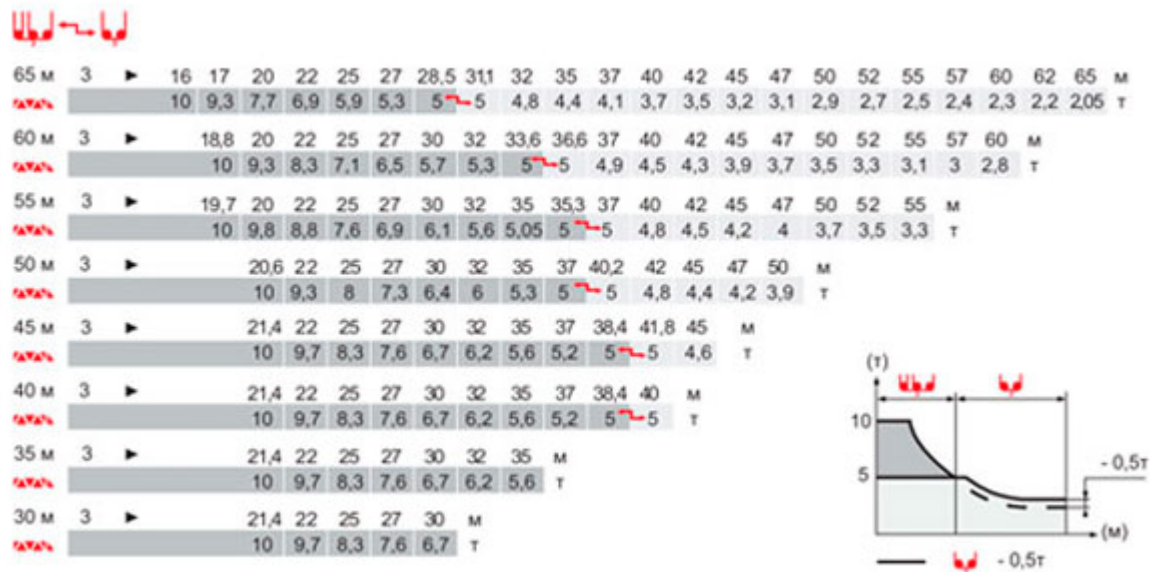 65 м 3 ► 16 17 20 22 25 27 28,5 31,1 32 35 37 40 42 45 47 50 52 55 57 60 62 65 м
10 9,3 7,7 6,9 5,9 5,3 5 5 4,8 4,4 4,1 3,7 3,5 3,2 3,1 2,9 2,7 2,5 2,4 2,3 2,2 2,05 т
60 м 3 ► 18,8 20 22 25 27 30 32 33,6 36,6 37 40 42 45 47 50 52 55 57 60 м
10 9,3 8,3 7,1 6,5 5,7 5,3 5 5 4,9 4,5 4,3 3,9 3,7 3,5 3,3 3,1 3 2,8 т
55 м 3 ► 19,7 20 22 25 27 30 32 35 35,3 37 40 42 45 47 50 52 55 м
10 9,8 8,8 7,6 6,9 6,1 5,6 5,05 5 5 4,8 4,5 4,2 4 3,7 3,5 3,3 т
50 м 3 ► 20,6 22 25 27 30 32 35 37 40,2 42 45 47 50 м
10 9,3 8 7,3 6,4 6 5,3 5 5 4,8 4,4 4,2 3,9 т
45 м 3 ► 21,4 22 25 27 30 32 35 37 38,4 41,8 45 м
10 9,7 8,3 7,6 6,7 6,2 5,6 5,2 5 5 4,6 т
40 м 3 ► 21,4 22 25 27 30 32 35 37 38,4 40 м
10 9,7 8,3 7,6 6,7 6,2 5,6 5,2 5 5 т
35 м 3 ► 21,4 22 25 27 30 32 35 м
10 9,7 8,3 7,6 6,7 6,2 5,6 т
30 м 3 ► 21,4 22 25 27 30 м
10 9,7 8,3 7,6 6,7 т
(т)
10
5
- 0,5т
(м)
- 0,5т